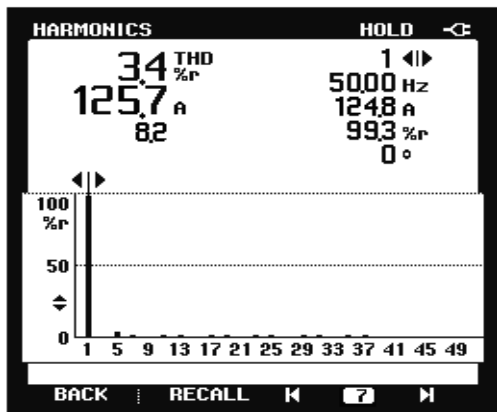 HARMONICS HOLD
3.4 THD %r 1
125.7 A 50.00 Hz
8.2 124.8 A
99.3 %r
0 °
100
%r
50
0
1 5 9 13 17 21 25 29 33 37 41 45 49
BACK RECALL 7